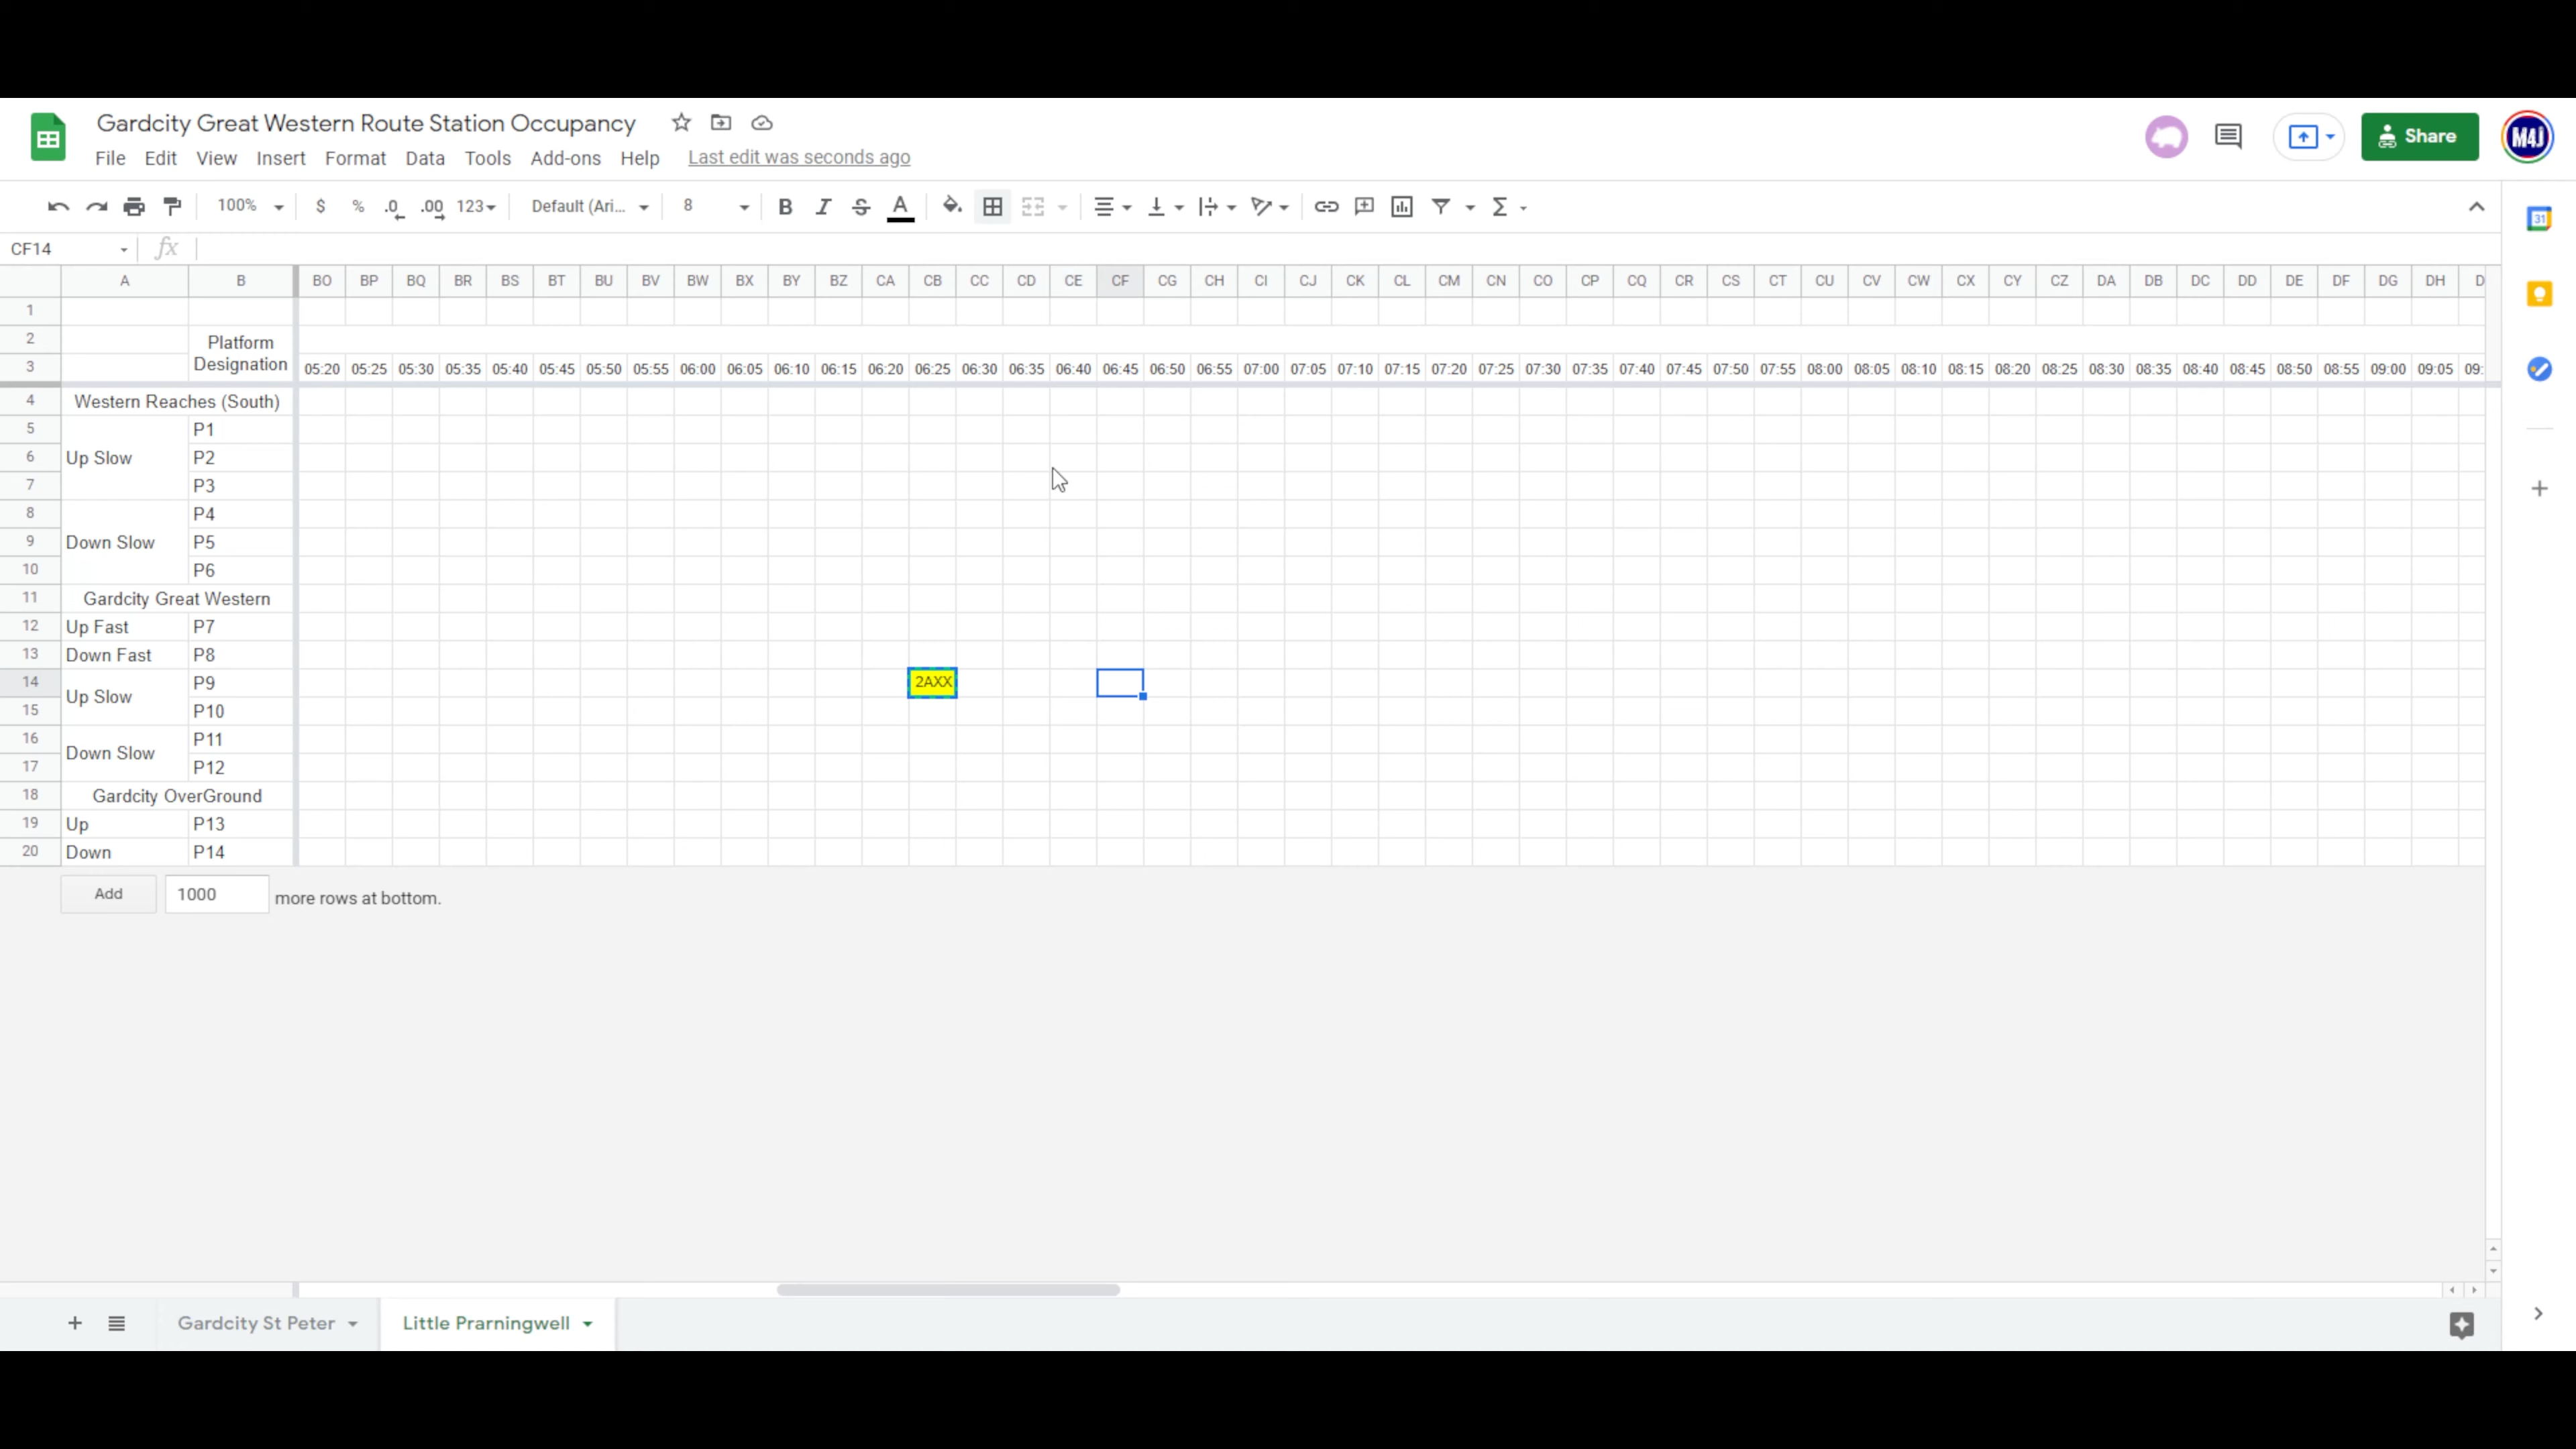 Gardcity Great Western Route Station Occupancy
File Edit View Insert Format Data Tools Add-ons Help Last edit was seconds ago
Share
M4J
100% $ % .0 .00 123 Default (Ari... 8 B I S A Σ
31
CF14 fx
A B BO BP BQ BR BS BT BU BV BW BX BY BZ CA CB CC CD CE CF CG CH CI CJ CK CL CM CN CO CP CQ CR CS CT CU CV CW CX CY CZ DA DB DC DD DE DF DG DH D
1
2 Platform
3 Designation 05:20 05:25 05:30 05:35 05:40 05:45 05:50 05:55 06:00 06:05 06:10 06:15 06:20 06:25 06:30 06:35 06:40 06:45 06:50 06:55 07:00 07:05 07:10 07:15 07:20 07:25 07:30 07:35 07:40 07:45 07:50 07:55 08:00 08:05 08:10 08:15 08:20 08:25 08:30 08:35 08:40 08:45 08:50 08:55 09:00 09:05 09:
4 Western Reaches (South)
5 P1
6 Up Slow P2
7 P3
8 P4
9 Down Slow P5
10 P6
11 Gardcity Great Western
12 Up Fast P7
13 Down Fast P8
14 Up Slow P9 2AXX
15 P10
16 Down Slow P11
17 P12
18 Gardcity OverGround
19 Up P13
20 Down P14
Add 1000 more rows at bottom.
Gardcity St Peter Little Prarningwell